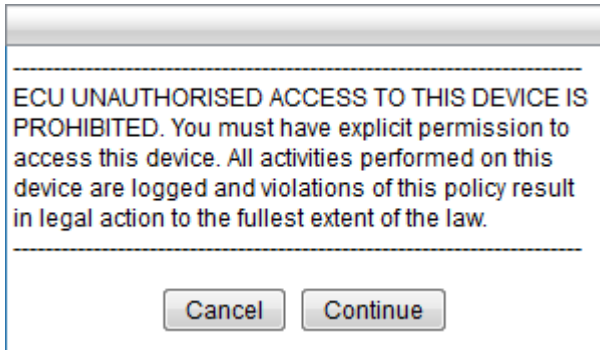 -----------------------------------------------------------------------
ECU UNAUTHORISED ACCESS TO THIS DEVICE IS
PROHIBITED. You must have explicit permission to
access this device. All activities performed on this
device are logged and violations of this policy result
in legal action to the fullest extent of the law.
-----------------------------------------------------------------------
Cancel Continue